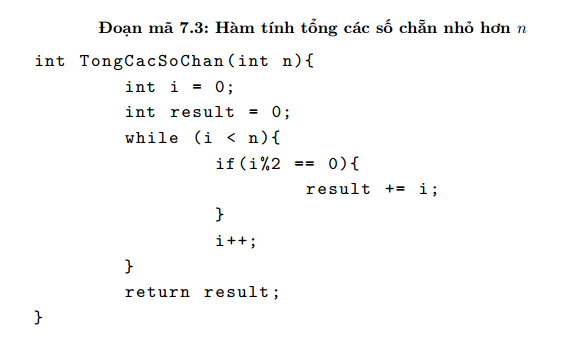 Đoạn mã 7.3: Hàm tính tổng các số chẵn nhỏ hơn n
int TongCacSoChan(int n){
int i = 0;
int result = 0;
while (i < n){
if(i%2 == 0){
result += i;
}
i++;
}
return result;
}